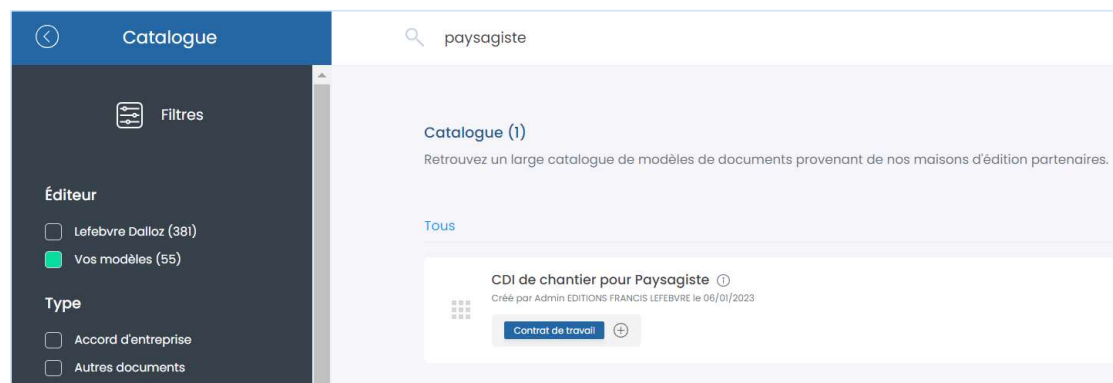 Catalogue
paysagiste
Filtres
Éditeur
Lefebvre Dalloz (381)
Vos modèles (55)
Type
Accord d'entreprise
Autres documents
Catalogue (1)
Retrouvez un large catalogue de modèles de documents provenant de nos maisons d'édition partenaires.
Tous
CDI de chantier pour Paysagiste
Créé par Admin EDITIONS FRANCIS LEFEBVRE le 06/01/2023
Contrat de travail